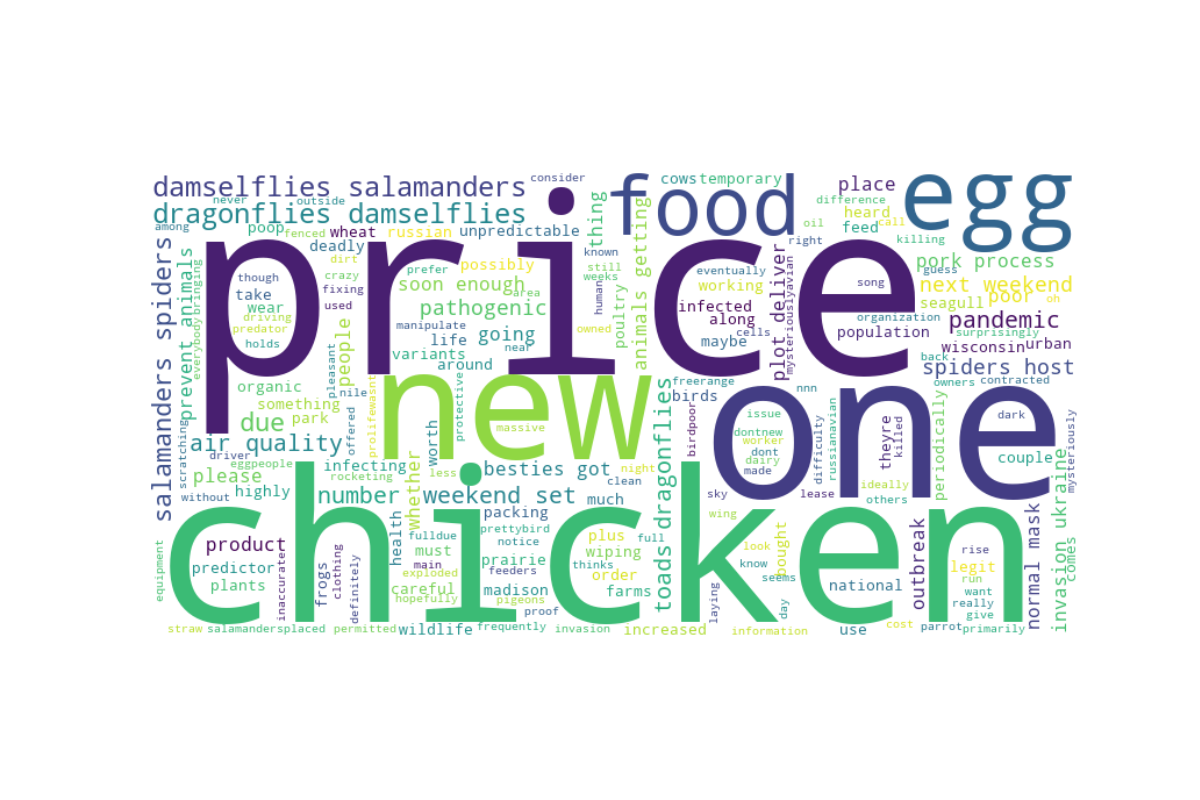 price
chicken
one
new
egg
food
damselflies salamanders
dragonflies damselflies
salamanders spiders
prevent animals
toads dragonflies
animals getting
air quality
weekend set
next weekend
pork process
spiders host
pandemic
pathogenic
soon enough
besties got
plot deliver
normal mask
invasion ukraine
outbreak
number
product
due
please
going
people
thing
poultry
poor
seagull
place
heard
feed
cows
temporary
consider
never
outside
among
poop
fenced
wheat
russian
unpredictable
deadly
possibly
dirt
though
crazy
take
fixing
prefer
wear
used
driving
predator
park
holds
everybody
bringing
known
still
weeks
area
human
owned
manipulate
life
near
variants
around
organic
something
pleasant
nile
offered
prolifewasnt
protective
massive
worth
less
driver
scratching
eggpeople
rocketing
infecting
highly
without
whether
much
night
clean
packing
prettybird
notice
full
fulldue
health
must
main
prairie
thinks
plus
wiping
order
farms
careful
exploded
hopefully
feeders
madison
pigeons
proof
predictor
plants
equipment
inaccurate
frogs
clothing
definitely
straw
salamandersplaced
permitted
wildlife
frequently
invasion
increased
information
difference
oil
call
right
killing
eventually
song
guess
working
infected
along
mysteriouslyavian
organization
population
surprisingly
oh
maybe
cells
wisconsin
urban
back
freerange
birds
nnn
owners
contracted
issue
dontnew
worker
dont
dairy
made
birdpoor
difficulty
russianavian
theyre
killed
periodically
dark
couple
mysteriously
sky
lease
ideally
others
wing
bought
look
know
seems
day
laying
national
use
cost
parrot
primarily
rise
legit
run
want
really
give
comes